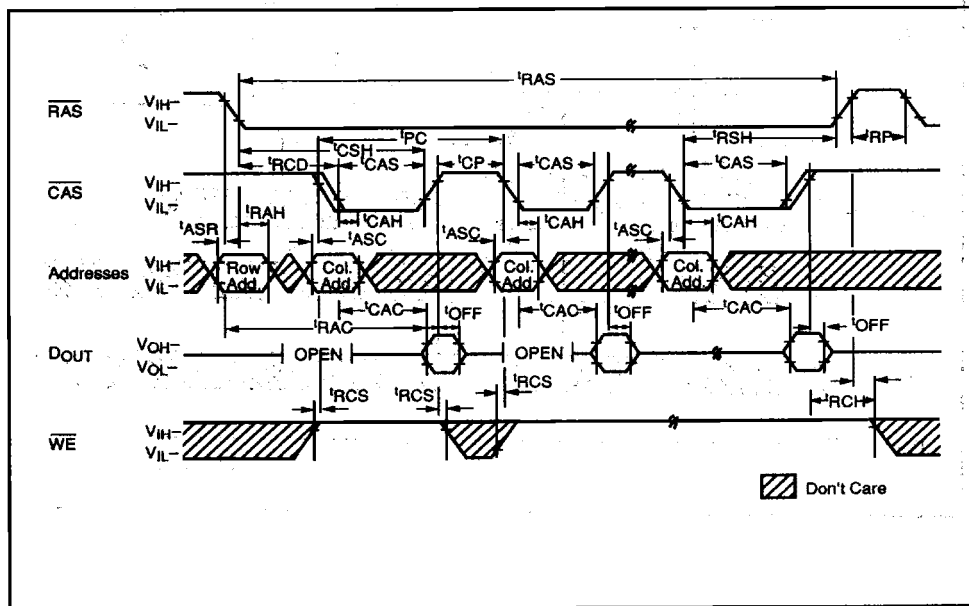 tRAS
RAS VIH– VIL–
tPC tRSH tRP
tCSH
tRCD tCAS tCP tCAS tCAS
CAS VIH– VIL–
tRAH tCAH tCAH tCAH
tASR tASC tASC tASC
Addresses VIH– VIL–
Row Add. Col. Add. Col. Add. Col. Add.
tCAC tOFF tCAC tOFF tCAC
tRAC tOFF
DOUT VOH– VOL–
OPEN OPEN
tRCS tRCS tRCS tRCH
WE VIH– VIL–
Don't Care